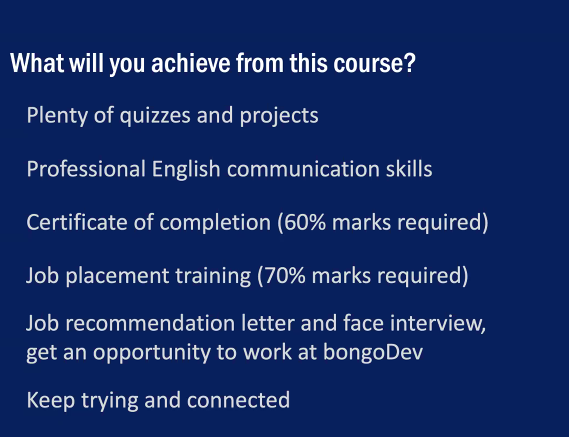 What will you achieve from this course?
Plenty of quizzes and projects
Professional English communication skills
Certificate of completion (60% marks required)
Job placement training (70% marks required)
Job recommendation letter and face interview,
get an opportunity to work at bongoDev
Keep trying and connected